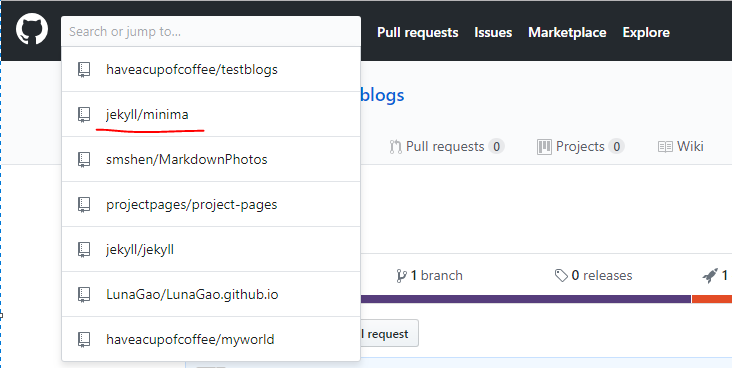 Search or jump to...
Pull requests Issues Marketplace Explore
haveacupofcoffee/testblogs
jekyll/minima
smshen/MarkdownPhotos
projectpages/project-pages
jekyll/jekyll
LunaGao/LunaGao.github.io
haveacupofcoffee/myworld
blogs
Pull requests 0 Projects 0 Wiki
1 branch 0 releases 1
request